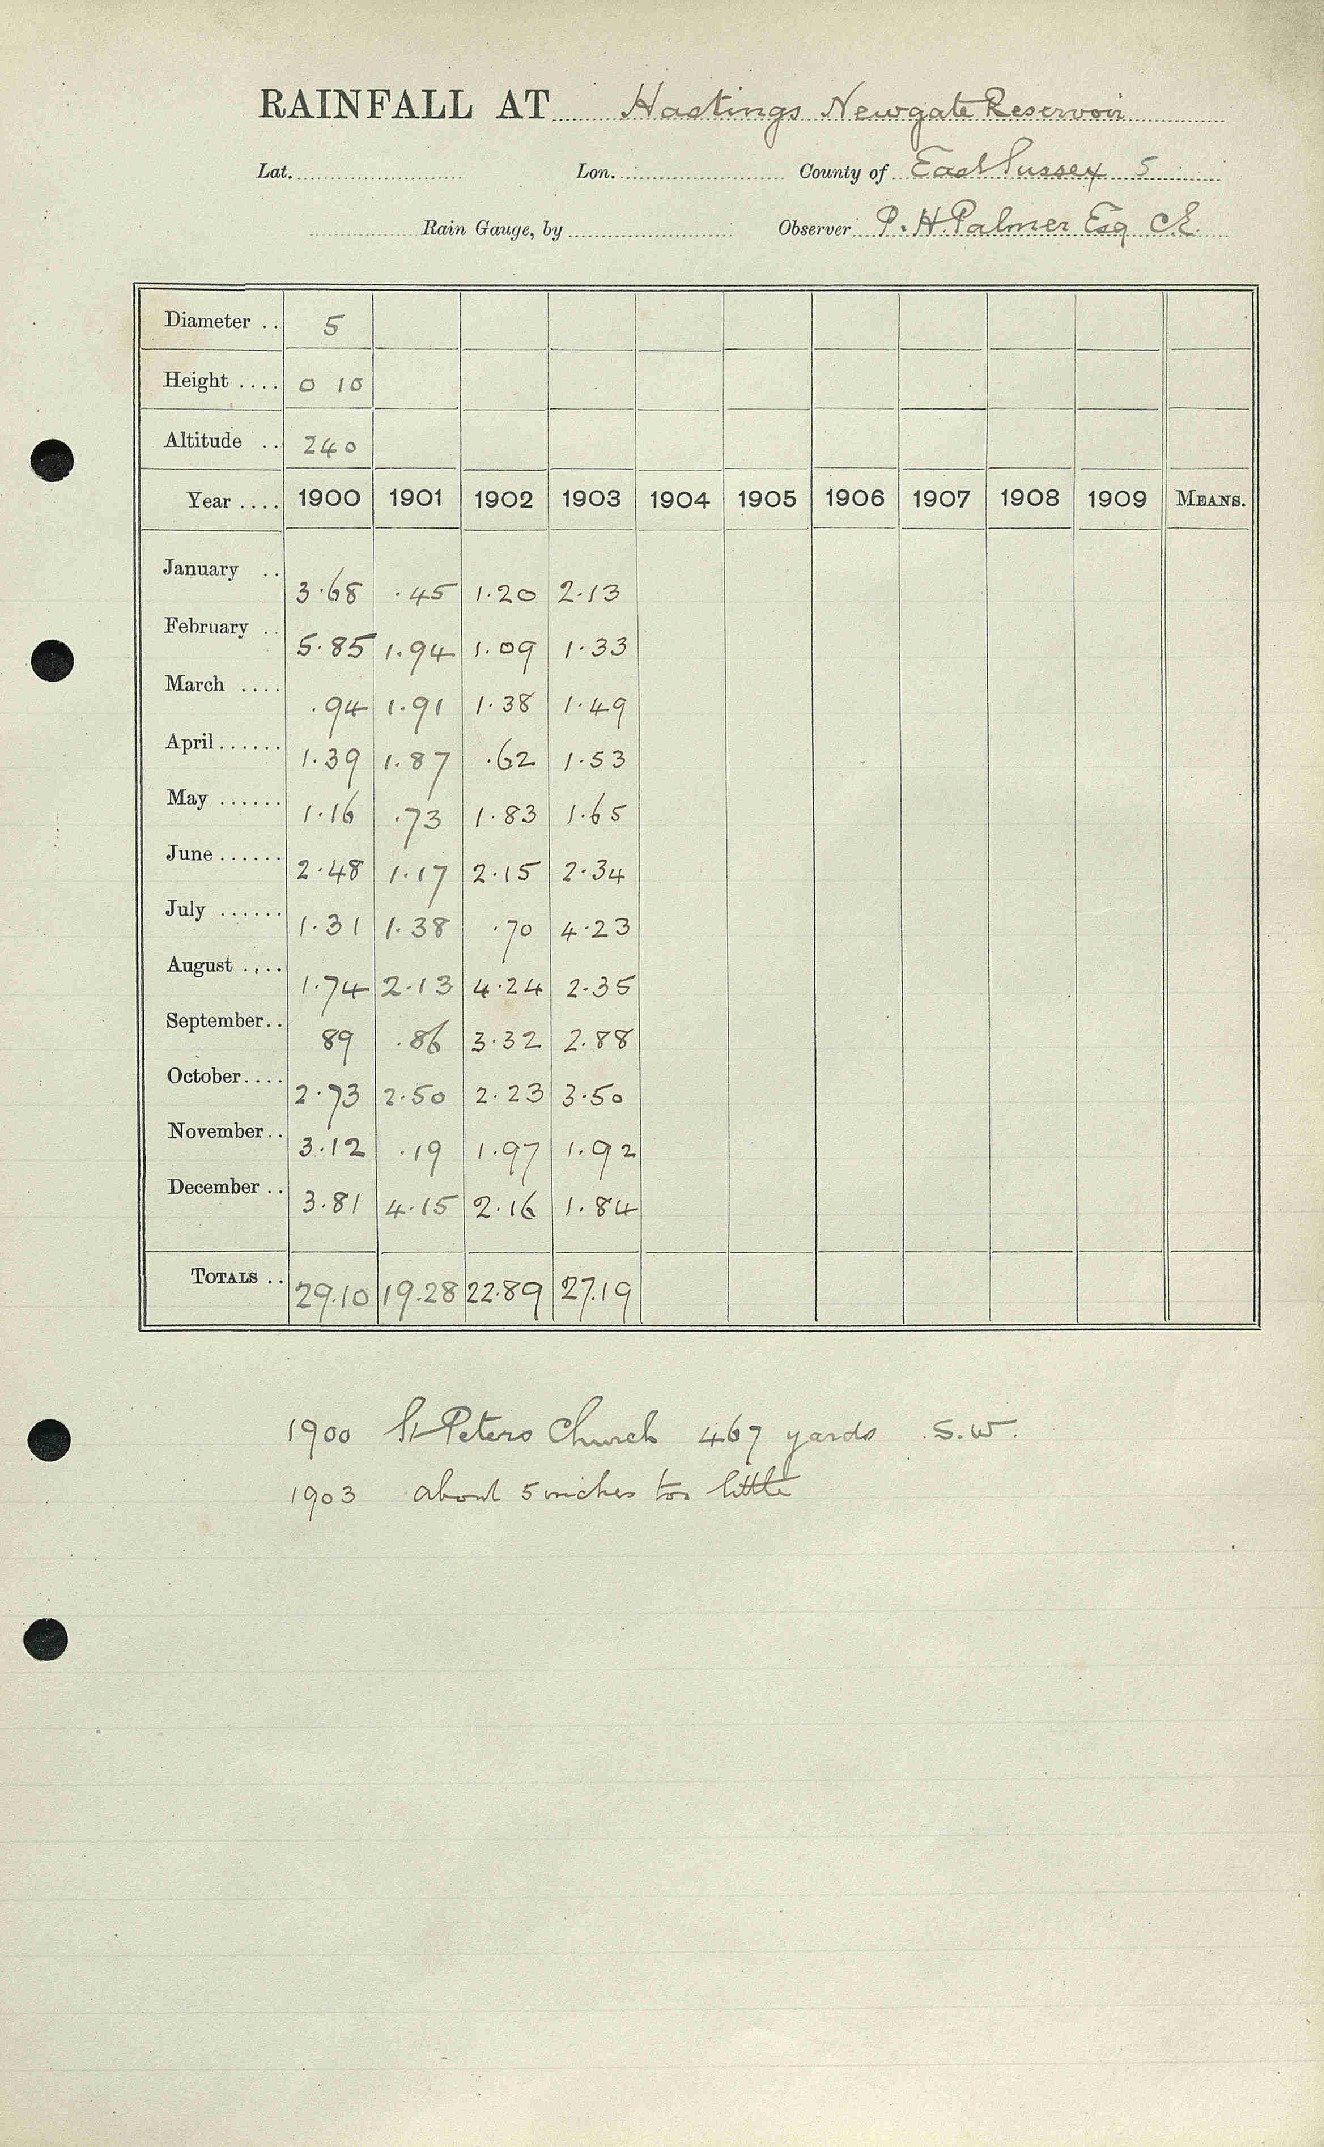 RAINFALL AT Hastings Newgate Reservoir
Lat. Lon. County of East Sussex 5
Rain Gauge, by Observer P. H. Palmer Esq C.E.
Diameter .. 5
Height .... 0 10
Altitude .. 240
Year .... 1900 1901 1902 1903 1904 1905 1906 1907 1908 1909 MEANS.
January .. 3.68 .45 1.20 2.13
February .. 5.85 1.94 1.09 1.33
March .... .94 1.91 1.38 1.49
April ...... 1.39 1.87 .62 1.53
May ...... 1.16 .73 1.83 1.65
June ...... 2.48 1.17 2.15 2.34
July ...... 1.31 1.38 .70 4.23
August .... 1.74 2.13 4.24 2.35
September.. 89 .86 3.32 2.88
October.... 2.73 2.50 2.23 3.50
November.. 3.12 .19 1.97 1.92
December .. 3.81 4.15 2.16 1.84
TOTALS .. 29.10 19.28 22.89 27.19
1900 St Peters Church 467 yards S.W.
1903 about 5 inches too little